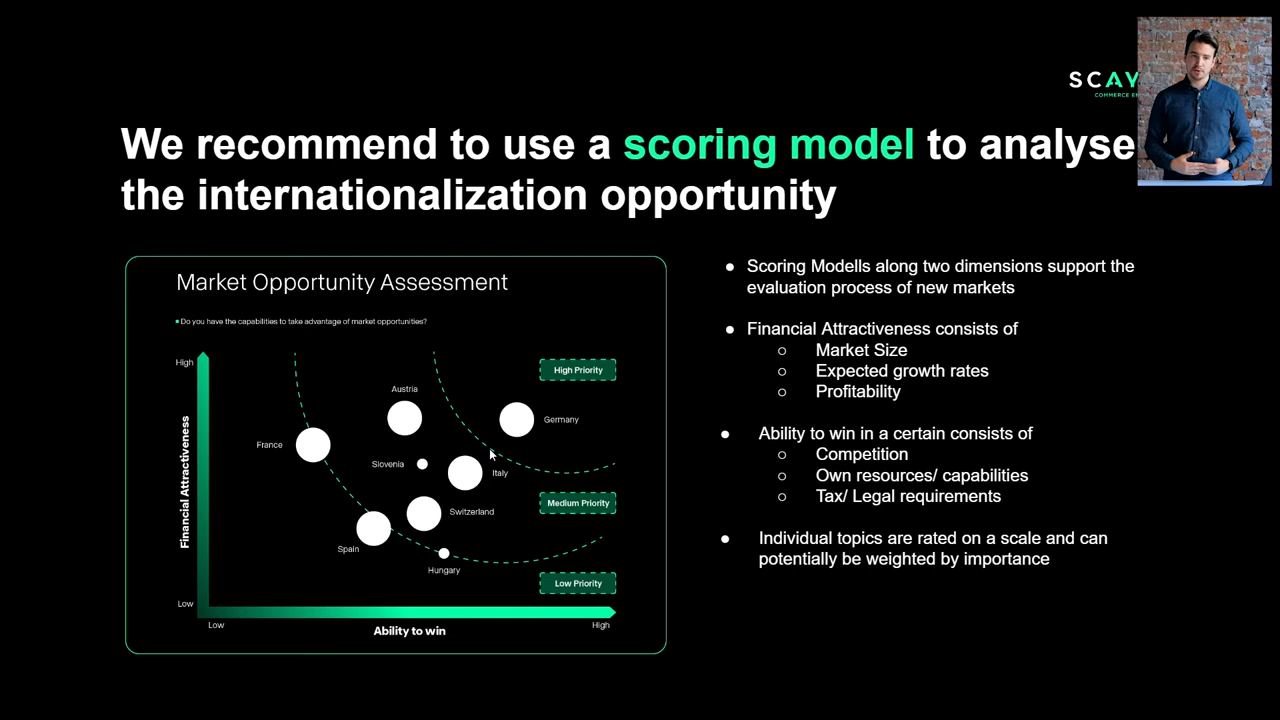 SCAY
COMMERCE
We recommend to use a scoring model to analyse
the internationalization opportunity
Market Opportunity Assessment
Do you have the capabilities to take advantage of market opportunities?
High
Financial Attractiveness
Low
Low
Ability to win
High
High Priority
Medium Priority
Low Priority
Austria
Germany
France
Slovenia
Italy
Switzerland
Spain
Hungary
● Scoring Modells along two dimensions support the
evaluation process of new markets
● Financial Attractiveness consists of
○ Market Size
○ Expected growth rates
○ Profitability
● Ability to win in a certain consists of
○ Competition
○ Own resources/ capabilities
○ Tax/ Legal requirements
● Individual topics are rated on a scale and can
potentially be weighted by importance